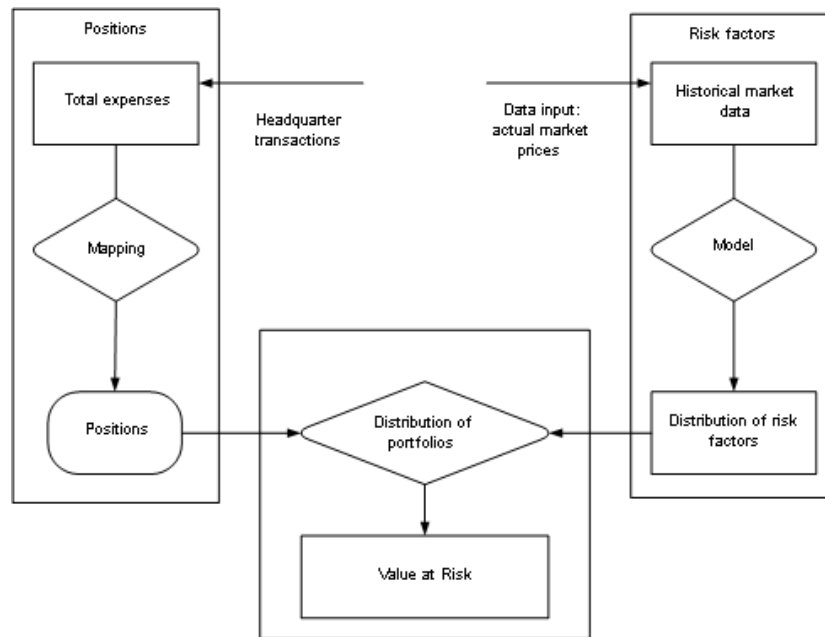 Positions
Risk factors
Total expenses
Headquarter
transactions
Data input:
actual market
prices
Historical market
data
Mapping
Model
Positions
Distribution of
portfolios
Distribution of risk
factors
Value at Risk